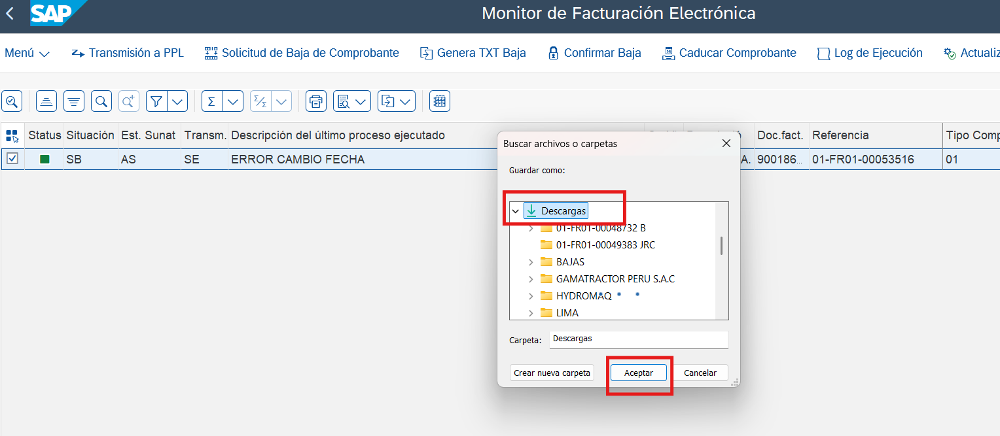 SAP Monitor de Facturación Electrónica
Menú Transmisión a PPL Solicitud de Baja de Comprobante Genera TXT Baja Confirmar Baja Caducar Comprobante Log de Ejecución Actualiz
Status Situación Est. Sunat Transm. Descripción del último proceso ejecutado Doc.fact. Referencia Tipo Comp
SB AS SE ERROR CAMBIO FECHA A. 900186... 01-FR01-00053516 01
Buscar archivos o carpetas
Guardar como:
Descargas
01-FR01-00048732 B
01-FR01-00049383 JRC
BAJAS
GAMATRACTOR PERU S.A.C
HYDROMAQ
LIMA
Carpeta: Descargas
Crear nueva carpeta Aceptar Cancelar